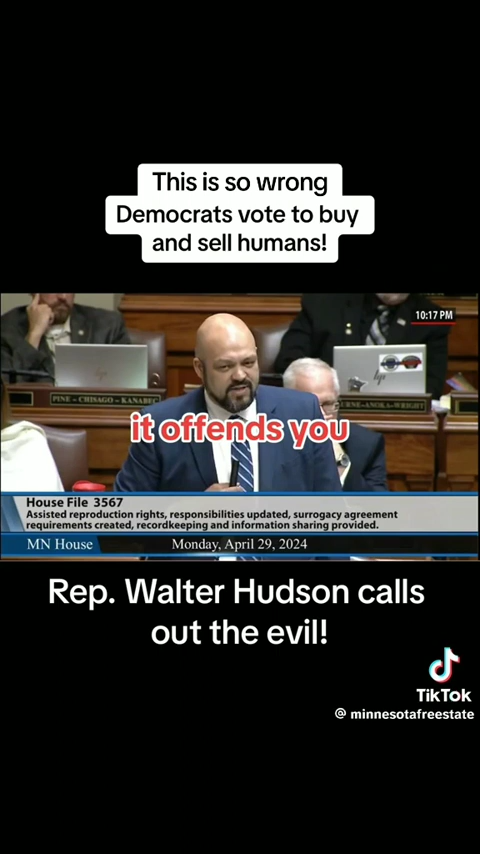 This is so wrong
Democrats vote to buy
and sell humans!
10:17 PM
hp
hp
PINE ~ CHISAGO ~ KANABEC
URNE~ANOKA~WRIGHT
it offends you
House File 3567
Assisted reproduction rights, responsibilities updated, surrogacy agreement
requirements created, recordkeeping and information sharing provided.
MN House Monday, April 29, 2024
Rep. Walter Hudson calls
out the evil!
TikTok
@ minnesotafreestate